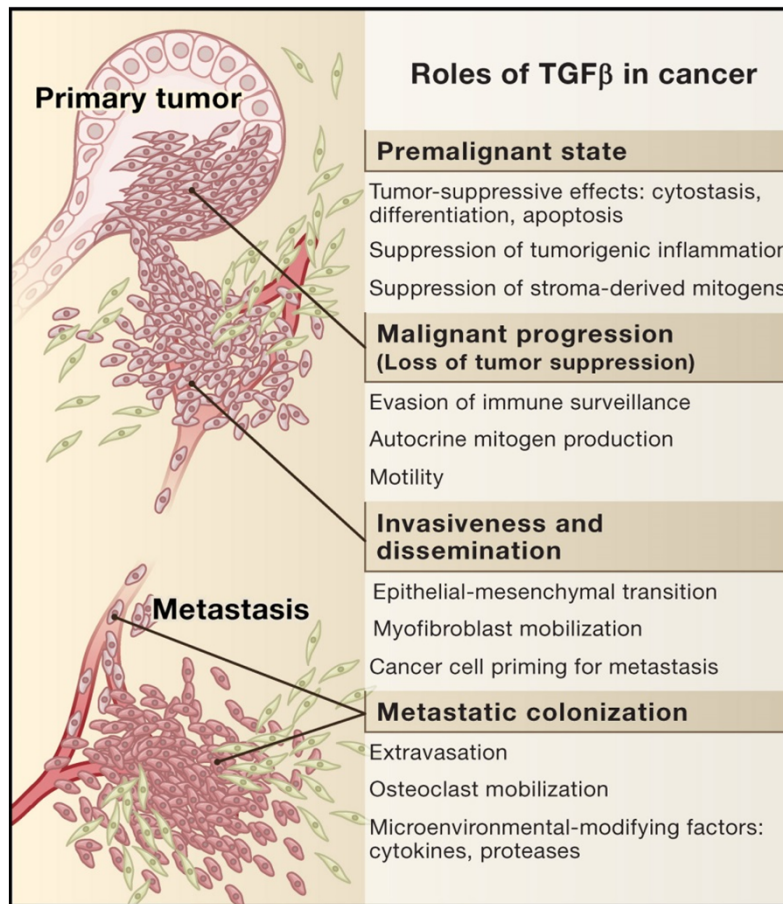 Primary tumor
Roles of TGFβ in cancer
Premalignant state
Tumor-suppressive effects: cytostasis,
differentiation, apoptosis
Suppression of tumorigenic inflammation
Suppression of stroma-derived mitogens
Malignant progression
(Loss of tumor suppression)
Evasion of immune surveillance
Autocrine mitogen production
Motility
Invasiveness and
dissemination
Epithelial-mesenchymal transition
Myofibroblast mobilization
Cancer cell priming for metastasis
Metastasis
Metastatic colonization
Extravasation
Osteoclast mobilization
Microenvironmental-modifying factors:
cytokines, proteases